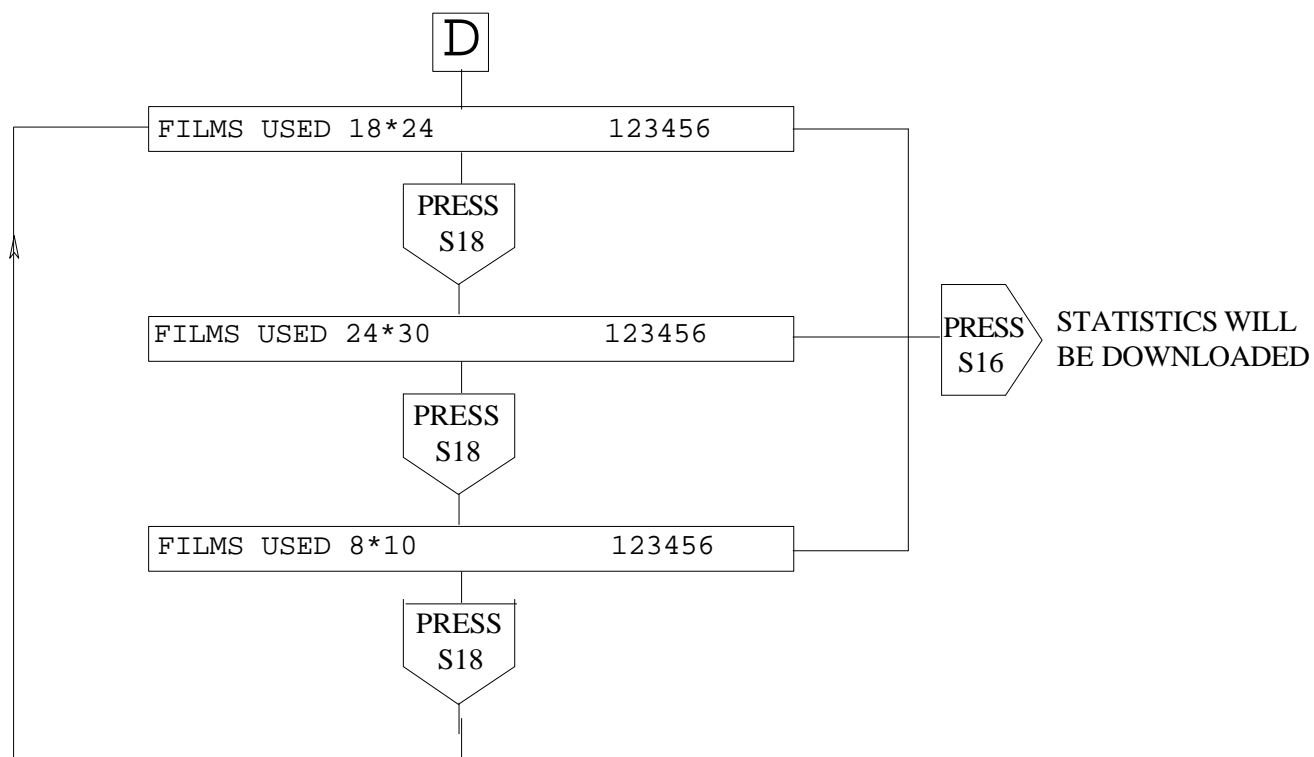 D
FILMS USED 18*24 123456
PRESS
S18
FILMS USED 24*30 123456
PRESS
S16
STATISTICS WILL
BE DOWNLOADED
PRESS
S18
FILMS USED 8*10 123456
PRESS
S18